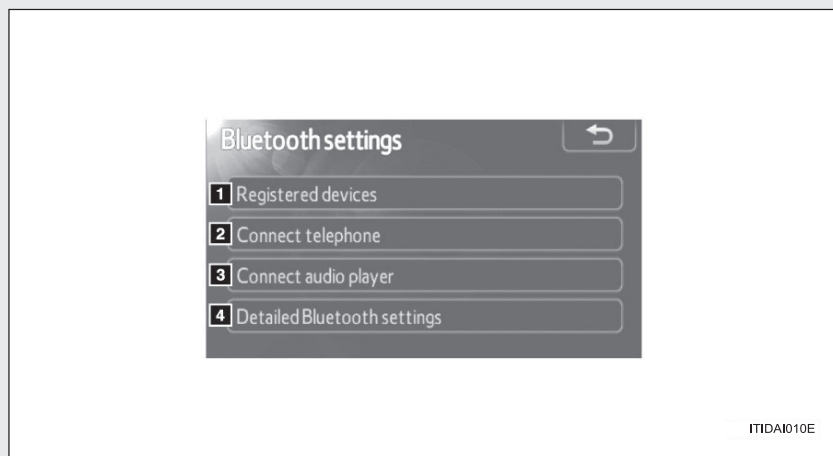 Bluetooth settings
1 Registered devices
2 Connect telephone
3 Connect audio player
4 Detailed Bluetooth settings
ITIDAI010E